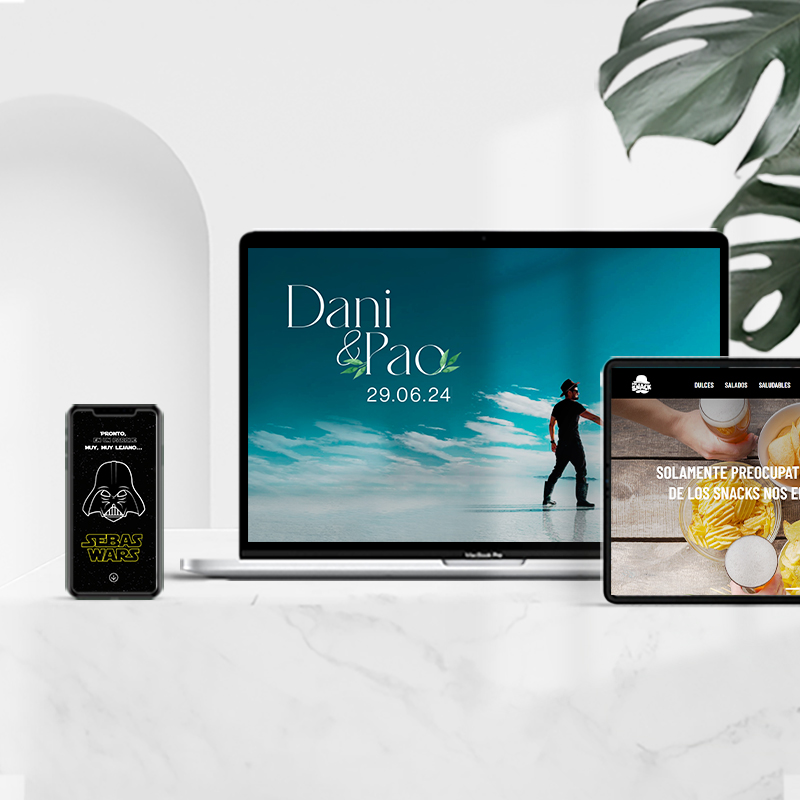 Dani
&Pao
29.06.24
MacBook Pro
PRONTO,
MUY, MUY LEJANO...
SEBAS
WARS
SNACK
DULCES SALADOS SALUDABLES
SOLAMENTE PREOCUPAT
DE LOS SNACKS NOS E